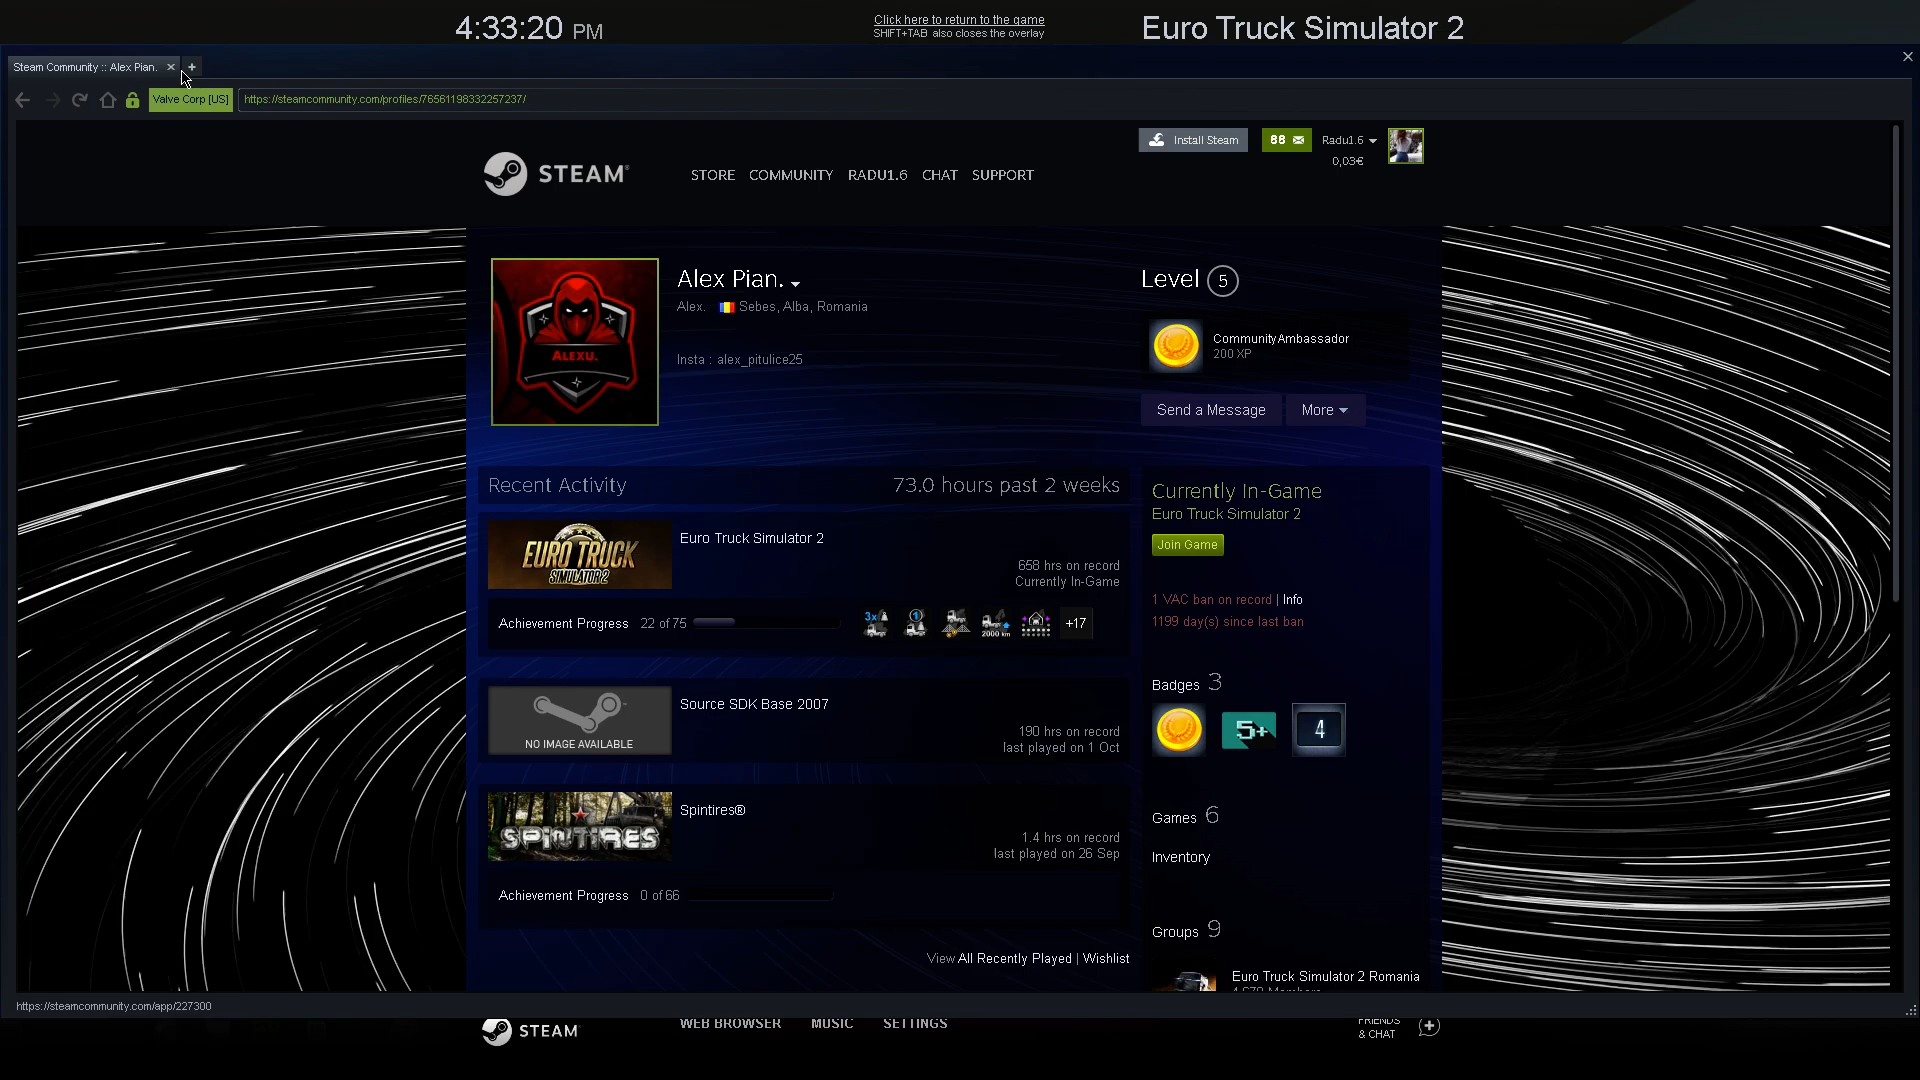 4:33:20 PM
Click here to return to the game
SHIFT+TAB also closes the overlay
Euro Truck Simulator 2
Steam Community :: Alex Pian.
Valve Corp [US]
https://steamcommunity.com/profiles/76561198332257237/
Install Steam
88
Radu1.6
0,03€
STEAM
STORE COMMUNITY RADU1.6 CHAT SUPPORT
Alex Pian.
Alex. Sebes, Alba, Romania
Insta : alex_pitulice25
ALEXU.
Level 5
Community Ambassador
200 XP
Send a Message
More
Recent Activity
73.0 hours past 2 weeks
EURO TRUCK
SIMULATOR 2
Euro Truck Simulator 2
658 hrs on record
Currently In-Game
Achievement Progress 22 of 75
3x
1
2000 km
+17
NO IMAGE AVAILABLE
Source SDK Base 2007
190 hrs on record
last played on 1 Oct
SPINTIRES
Spintires®
1.4 hrs on record
last played on 26 Sep
Achievement Progress 0 of 66
View All Recently Played | Wishlist
Currently In-Game
Euro Truck Simulator 2
Join Game
1 VAC ban on record | Info
1199 day(s) since last ban
Badges 3
5+
4
Games 6
Inventory
Groups 9
Euro Truck Simulator 2 Romania
https://steamcommunity.com/app/227300
STEAM
WEB BROWSER MUSIC SETTINGS
FRIENDS
& CHAT